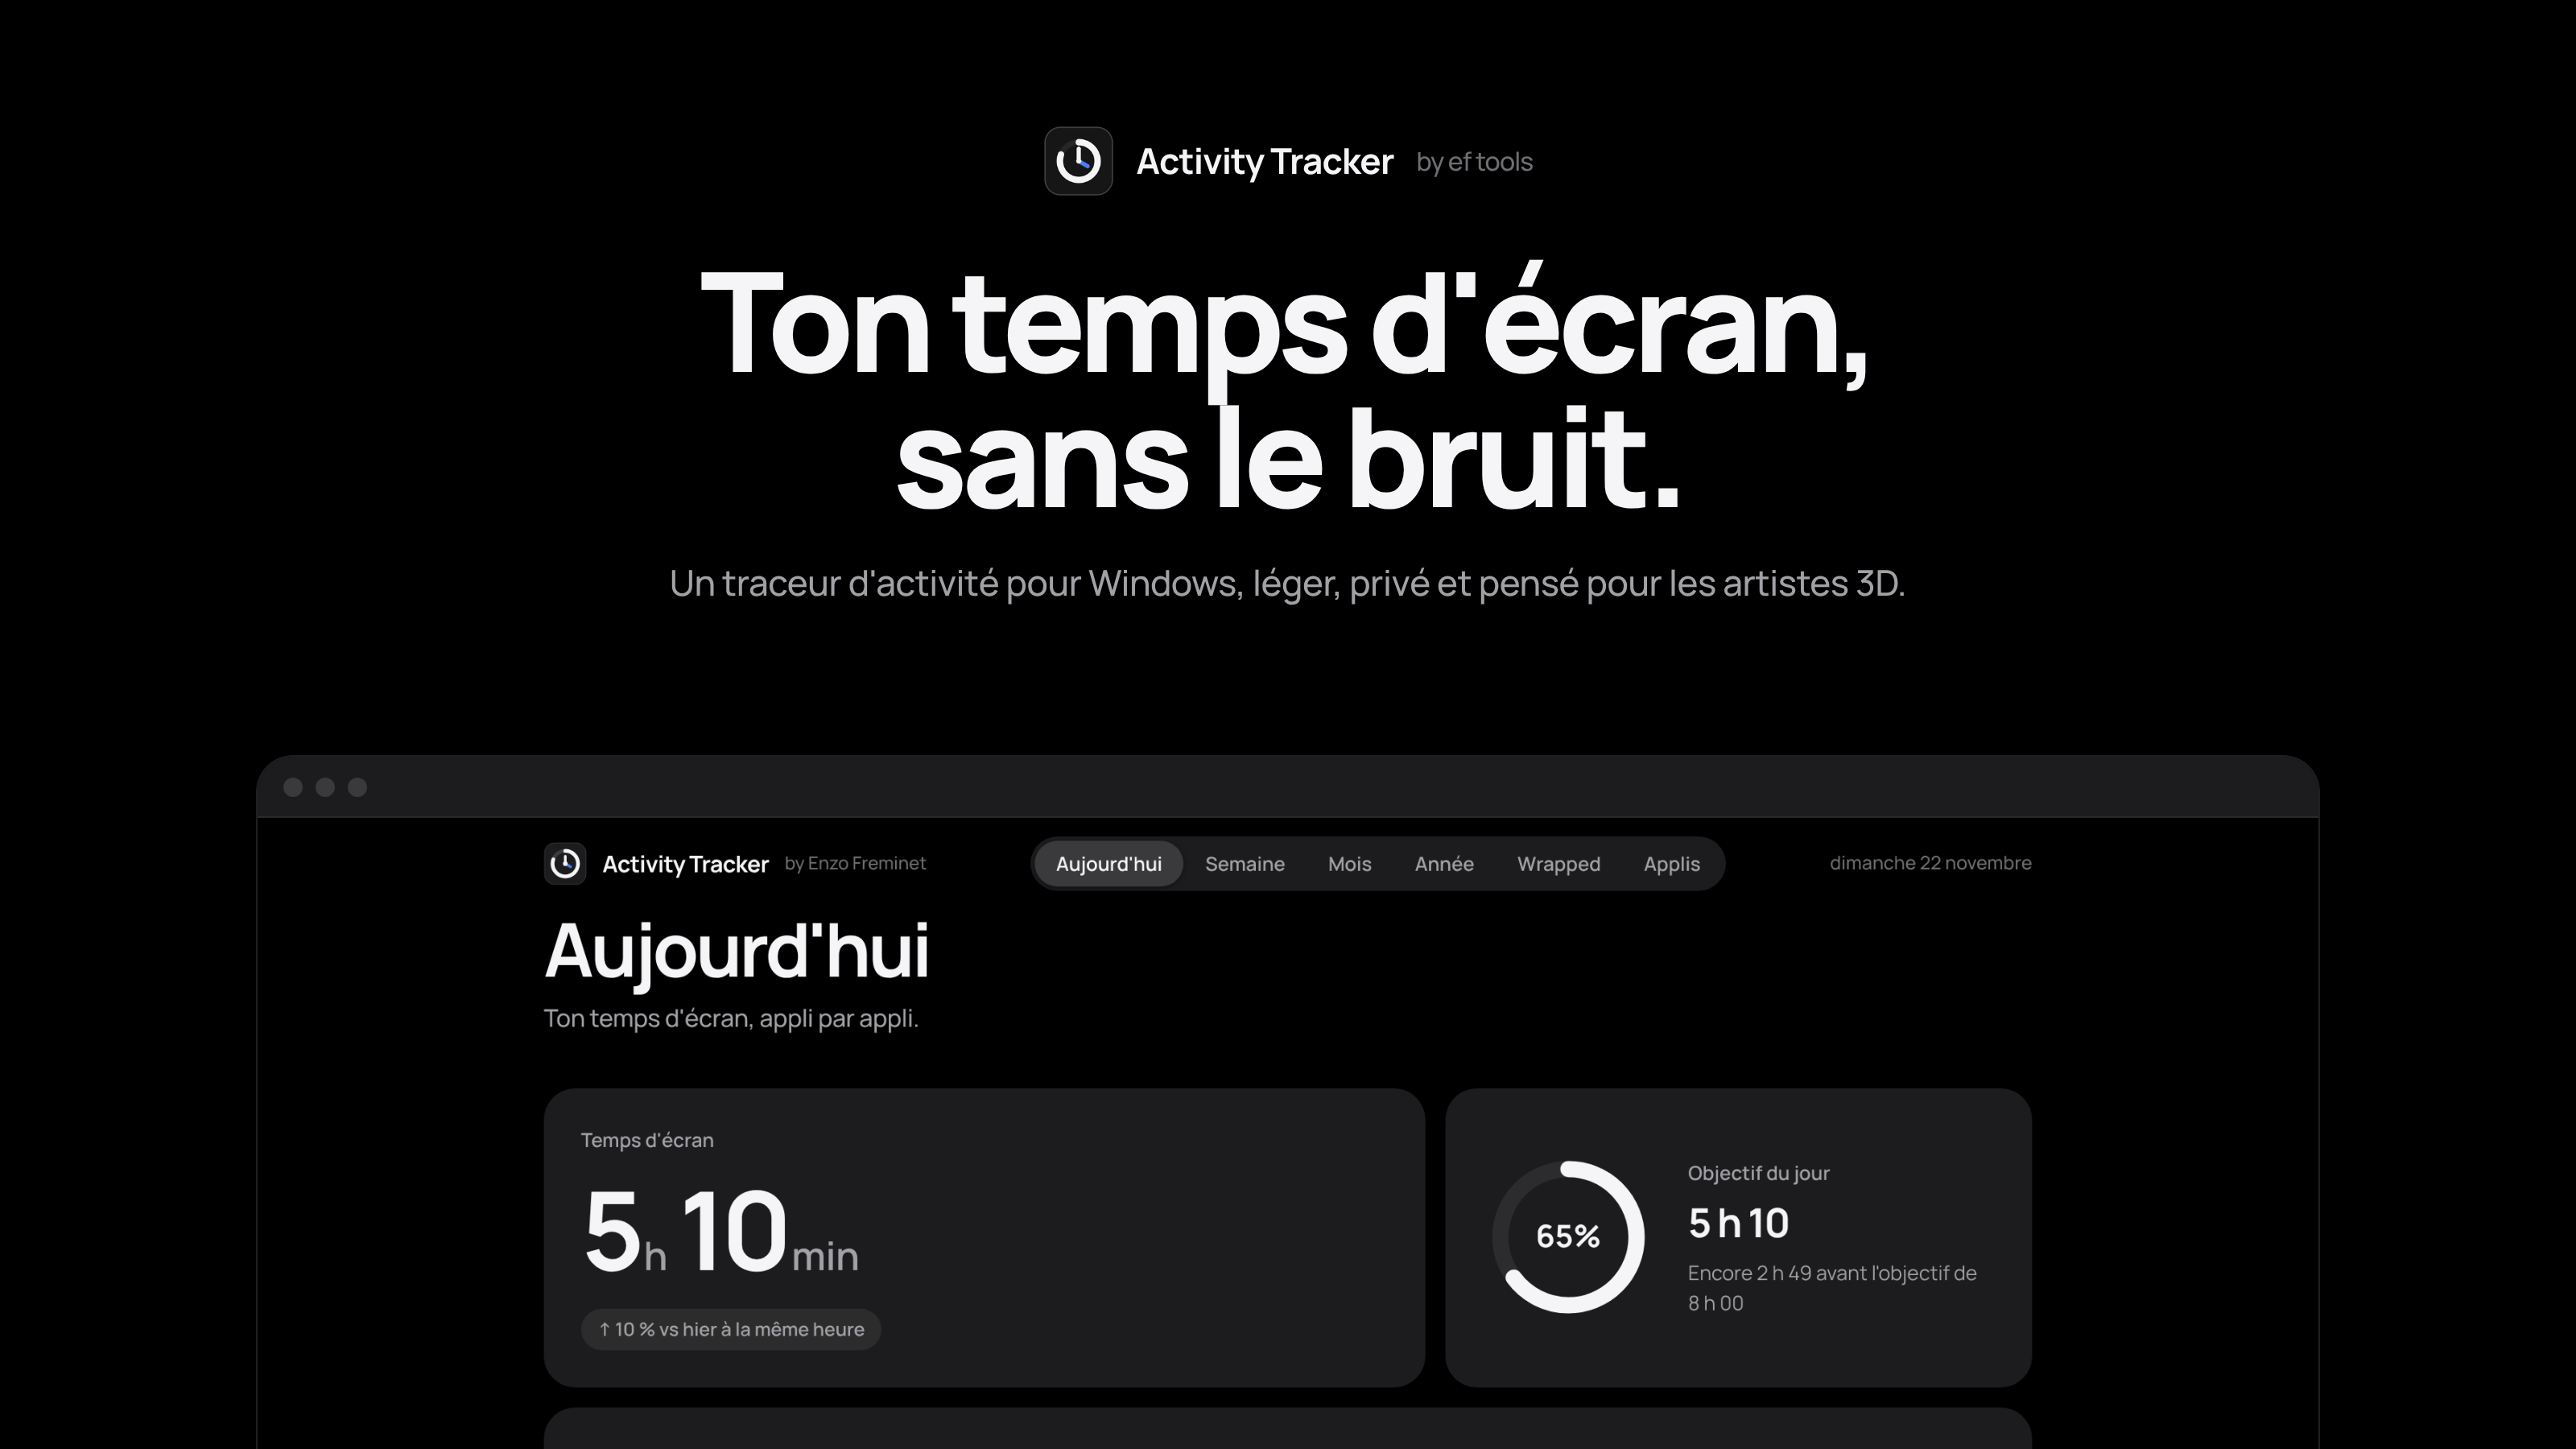 Activity Tracker by ef tools
Ton temps d'écran,
sans le bruit.
Un traceur d'activité pour Windows, léger, privé et pensé pour les artistes 3D.
Activity Tracker by Enzo Freminet
Aujourd'hui Semaine Mois Année Wrapped Applis
dimanche 22 novembre
Aujourd'hui
Ton temps d'écran, appli par appli.
Temps d'écran
5h 10min
↑ 10 % vs hier à la même heure
65%
Objectif du jour
5 h 10
Encore 2 h 49 avant l'objectif de
8 h 00